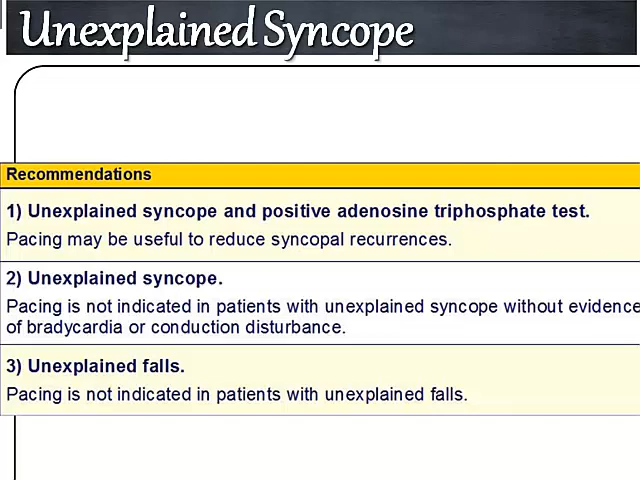 Unexplained Syncope
Recommendations
1) Unexplained syncope and positive adenosine triphosphate test.
Pacing may be useful to reduce syncopal recurrences.
2) Unexplained syncope.
Pacing is not indicated in patients with unexplained syncope without evidence
of bradycardia or conduction disturbance.
3) Unexplained falls.
Pacing is not indicated in patients with unexplained falls.